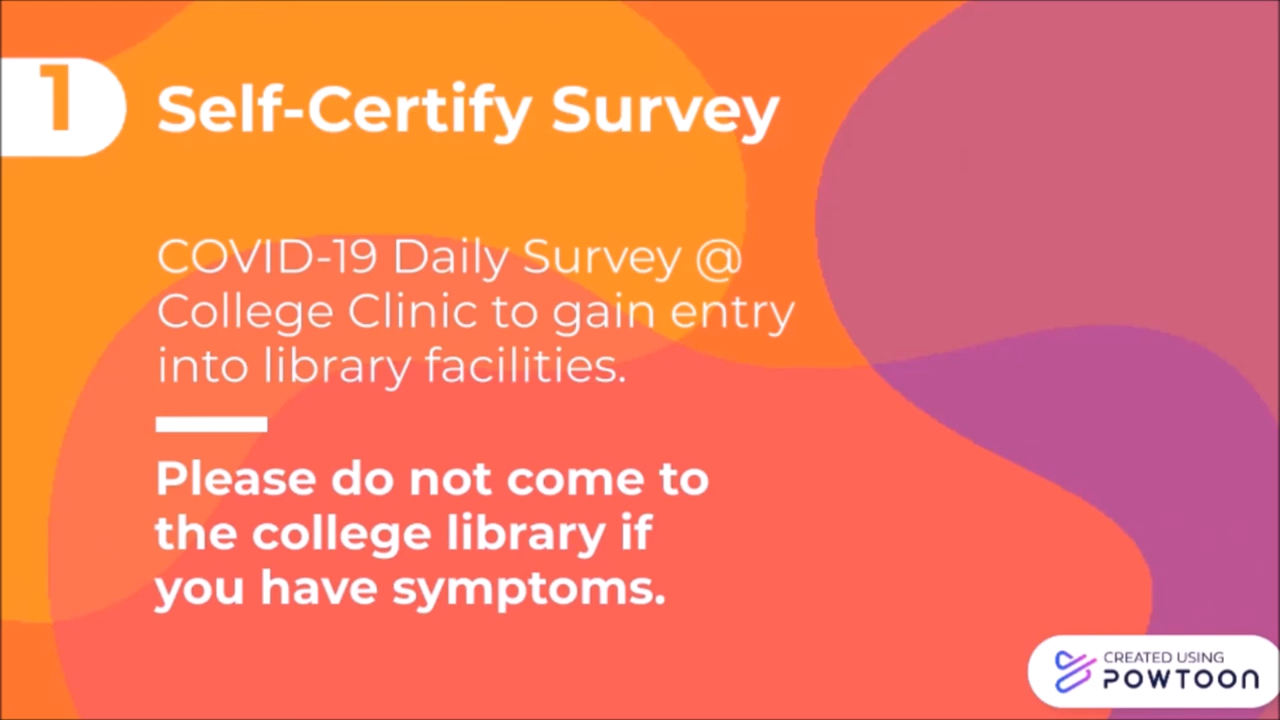 1
Self-Certify Survey
COVID-19 Daily Survey @
College Clinic to gain entry
into library facilities.
Please do not come to
the college library if
you have symptoms.
CREATED USING
POWTOON